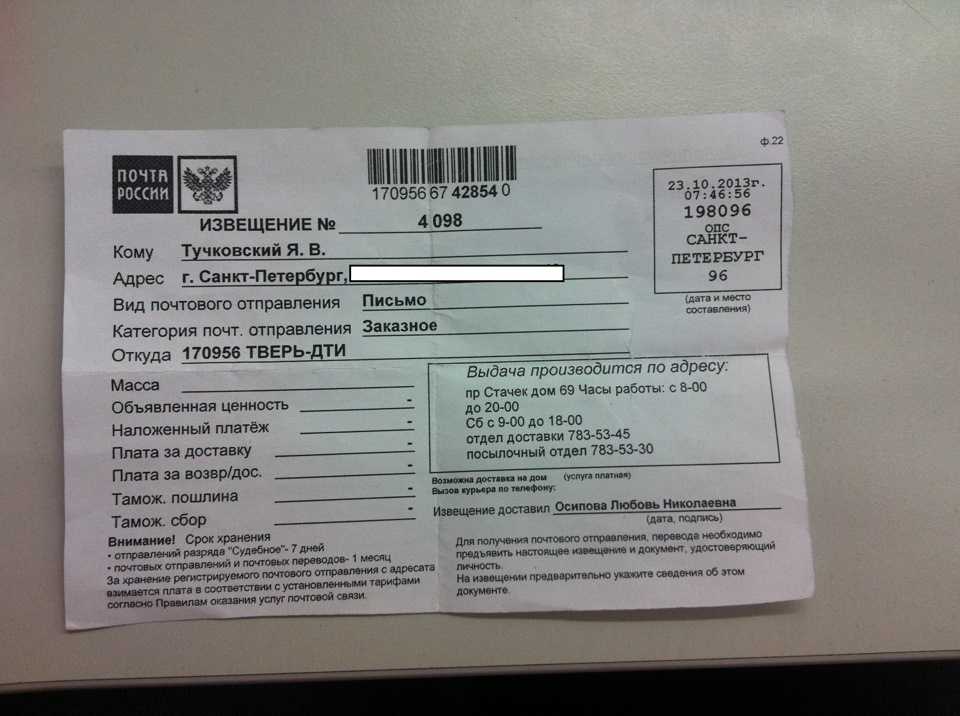 ф.22
ПОЧТА
РОССИИ
170956 67 42854 0
ИЗВЕЩЕНИЕ № 4 098
23.10.2013г.
07:46:56
198096
ОПС
САНКТ-
ПЕТЕРБУРГ
96
(дата и место
составления)
Кому Тучковский Я. В.
Адрес г. Санкт-Петербург,
Вид почтового отправления Письмо
Категория почт. отправления Заказное
Откуда 170956 ТВЕРЬ-ДТИ
Масса
Объявленная ценность -
Наложенный платёж -
Плата за доставку -
Плата за возвр/дос. -
Тамож. пошлина -
Тамож. сбор -
Внимание! Срок хранения
• отправлений разряда "Судебное"- 7 дней
• почтовых отправлений и почтовых переводов- 1 месяц
За хранение регистрируемого почтового отправления с адресата
взимается плата в соответствии с установленными тарифами
согласно Правилам оказания услуг почтовой связи.
Выдача производится по адресу:
пр Стачек дом 69 Часы работы: с 8-00
до 20-00
Сб с 9-00 до 18-00
отдел доставки 783-53-45
посылочный отдел 783-53-30
Возможна доставка на дом (услуга платная)
Вызов курьера по телефону:
Извещение доставил Осипова Любовь Николаевна
(дата, подпись)
Для получения почтового отправления, перевода необходимо
предъявить настоящее извещение и документ, удостоверяющий
личность.
На извещении предварительно укажите сведения об этом
документе.